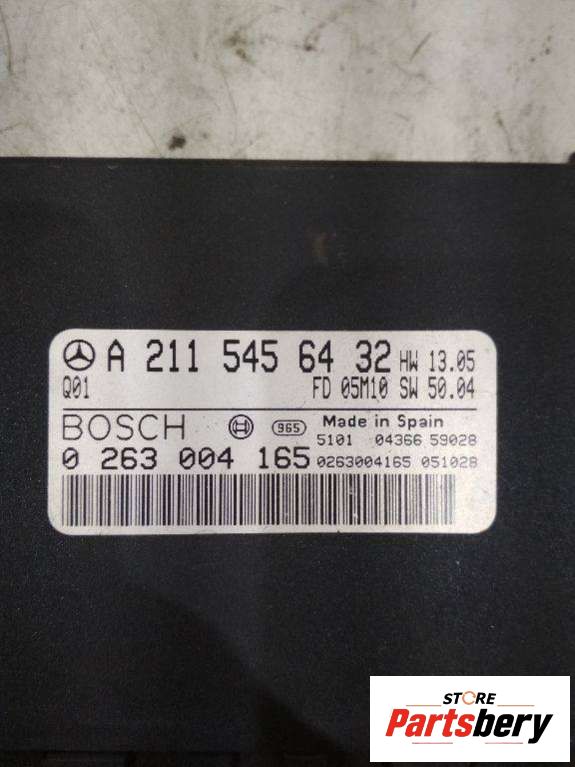 A 211 545 64 32 HW 13.05
Q01 FD 05M10 SW 50.04
BOSCH 965 Made in Spain
5101 04366 59028
0 263 004 165 0263004165 051028
STORE
Partsbery